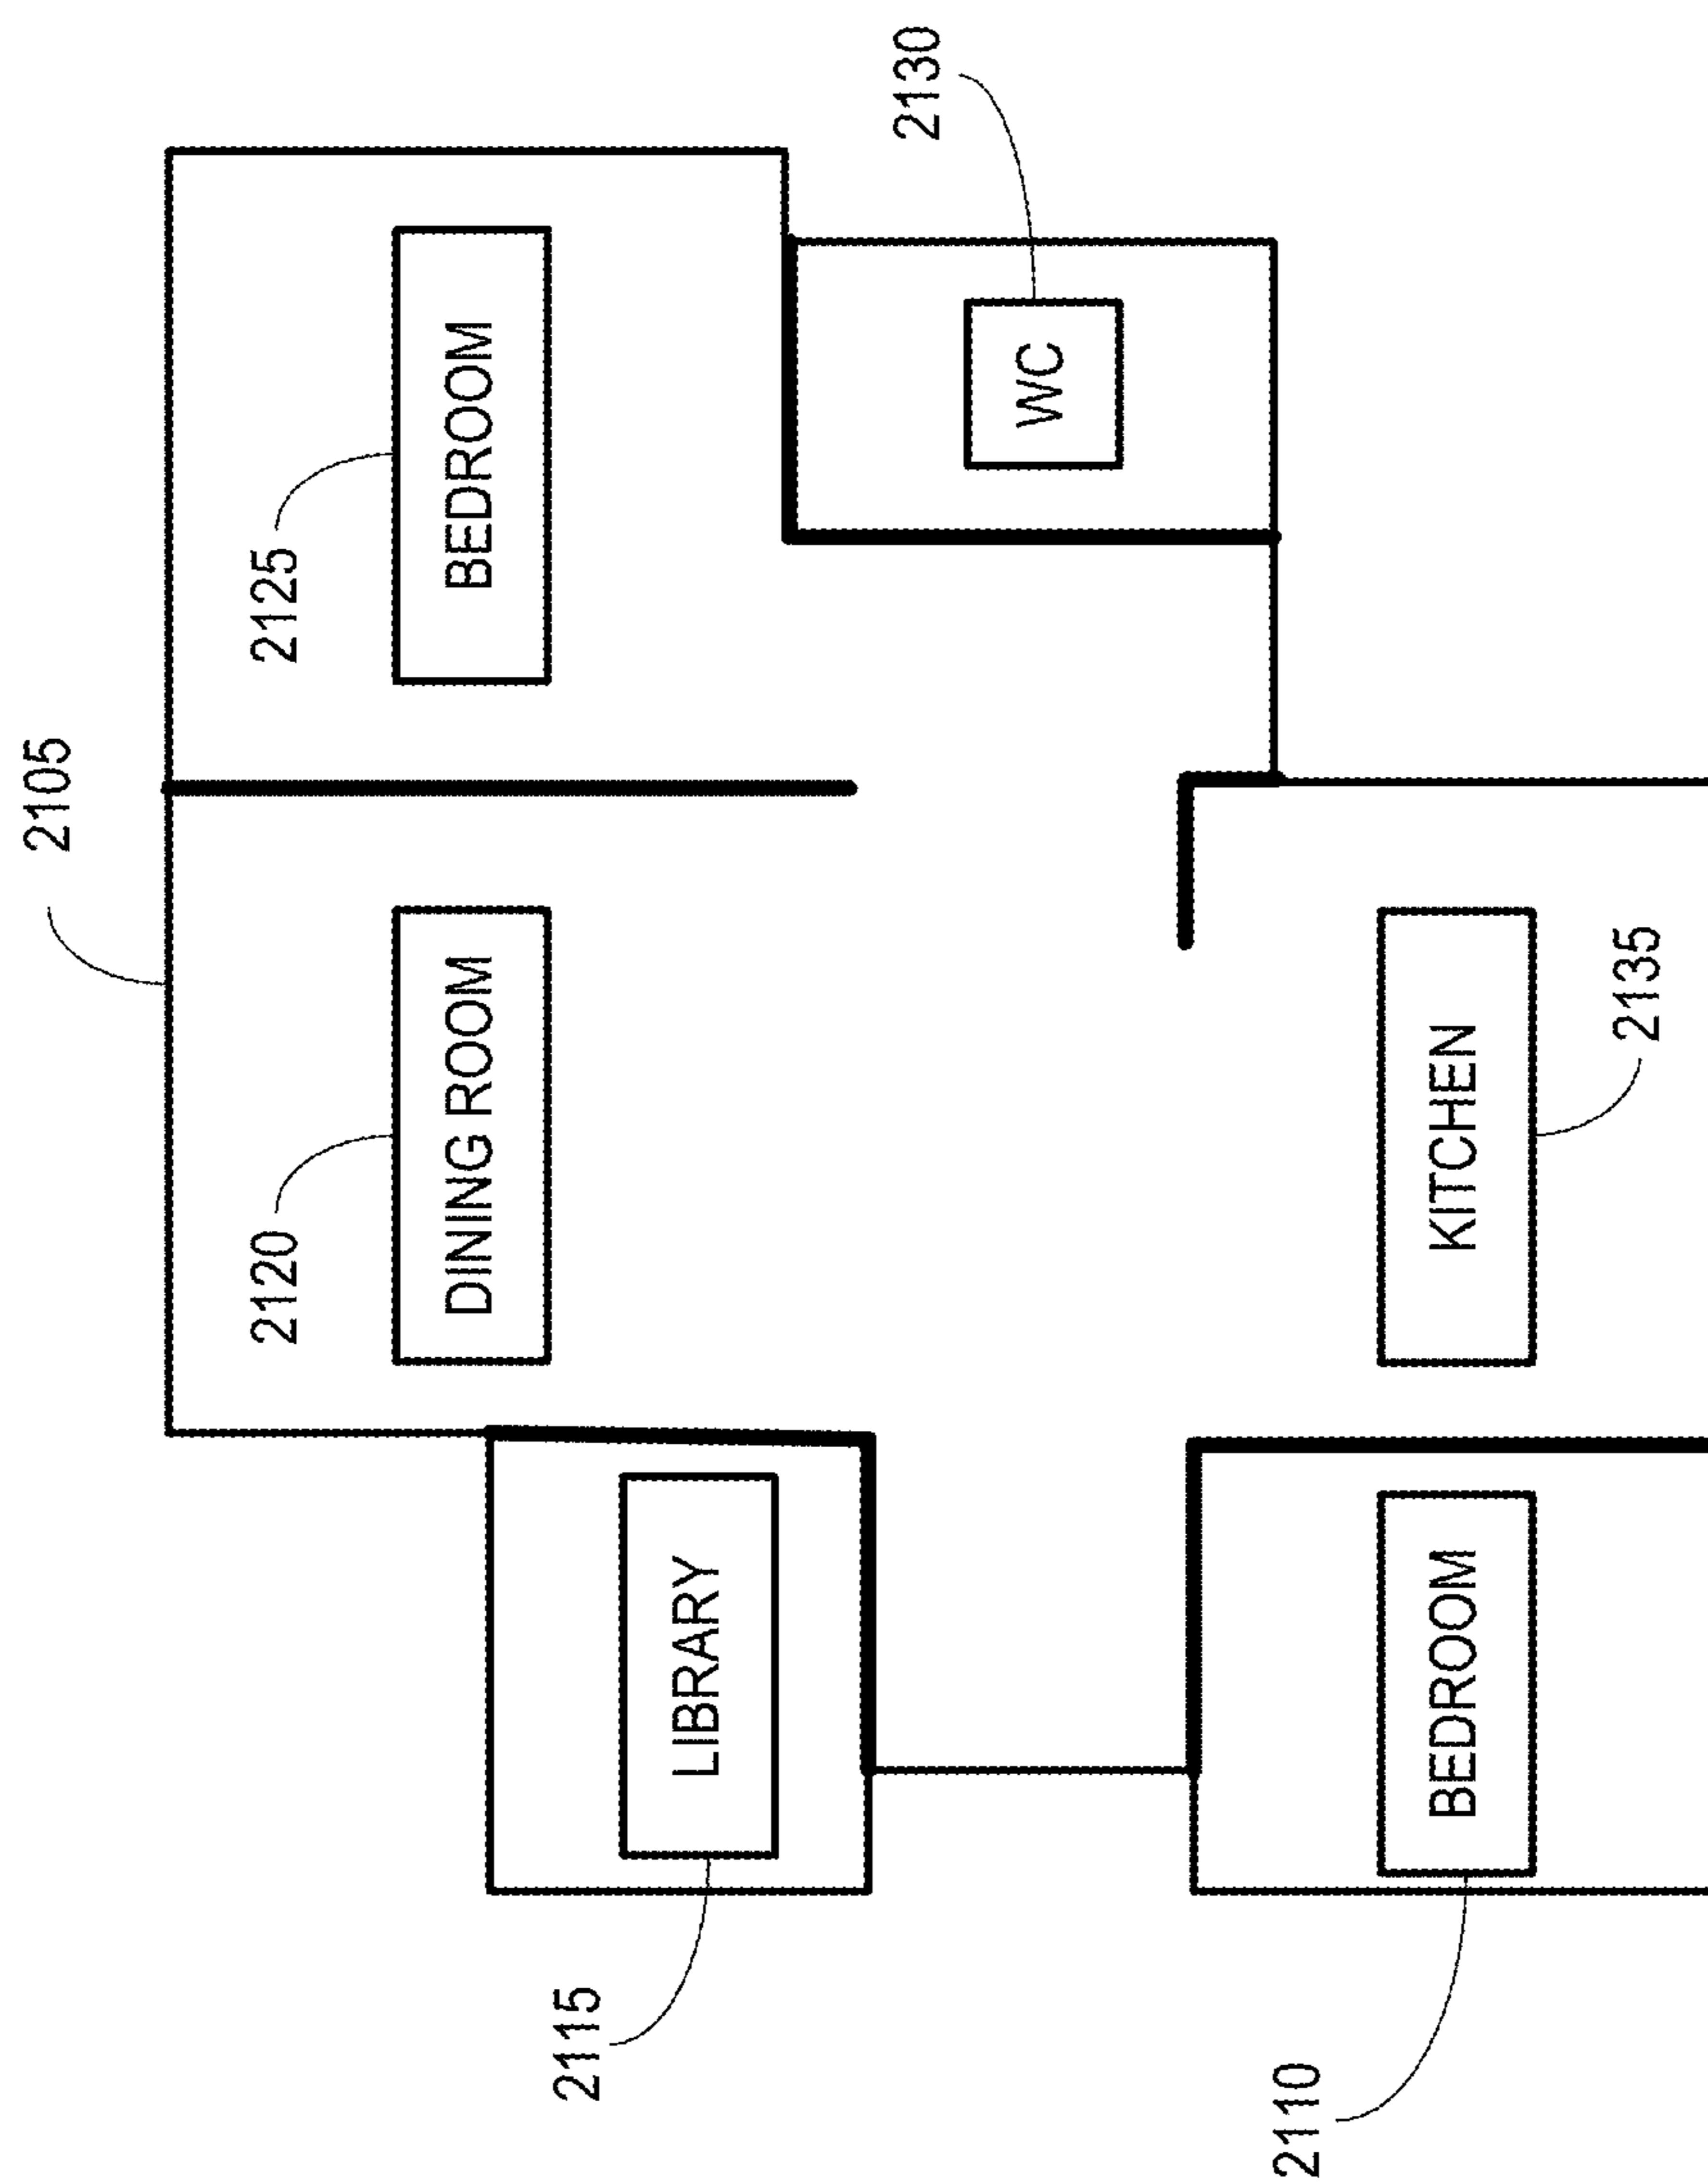 2105
2120
2125
DINING ROOM
BEDROOM
2115
LIBRARY
2130
WC
2110
BEDROOM
KITCHEN
2135